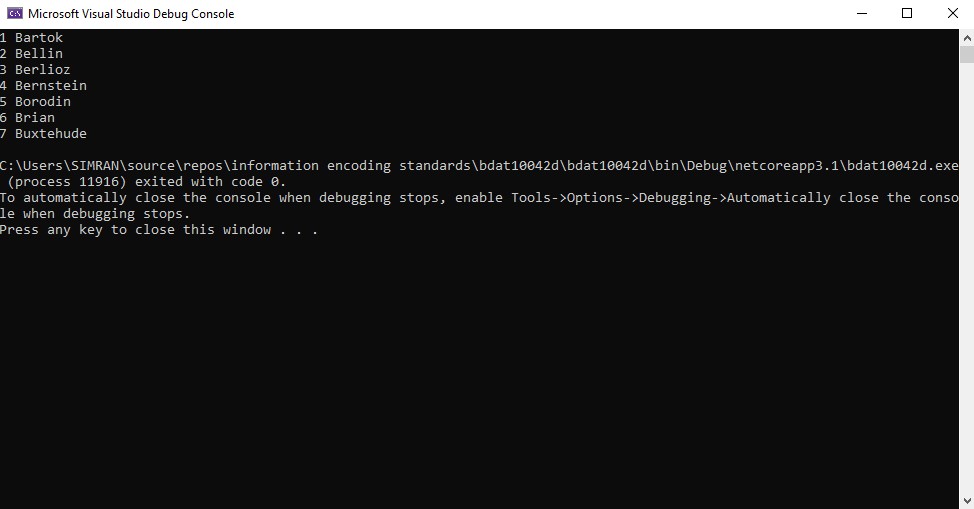 Microsoft Visual Studio Debug Console
1 Bartok
2 Bellin
3 Berlioz
4 Bernstein
5 Borodin
6 Brian
7 Buxtehude
C:\Users\SIMRAN\source\repos\information encoding standards\bdat10042d\bdat10042d\bin\Debug\netcoreapp3.1\bdat10042d.exe
(process 11916) exited with code 0.
To automatically close the console when debugging stops, enable Tools->Options->Debugging->Automatically close the conso
le when debugging stops.
Press any key to close this window . . .